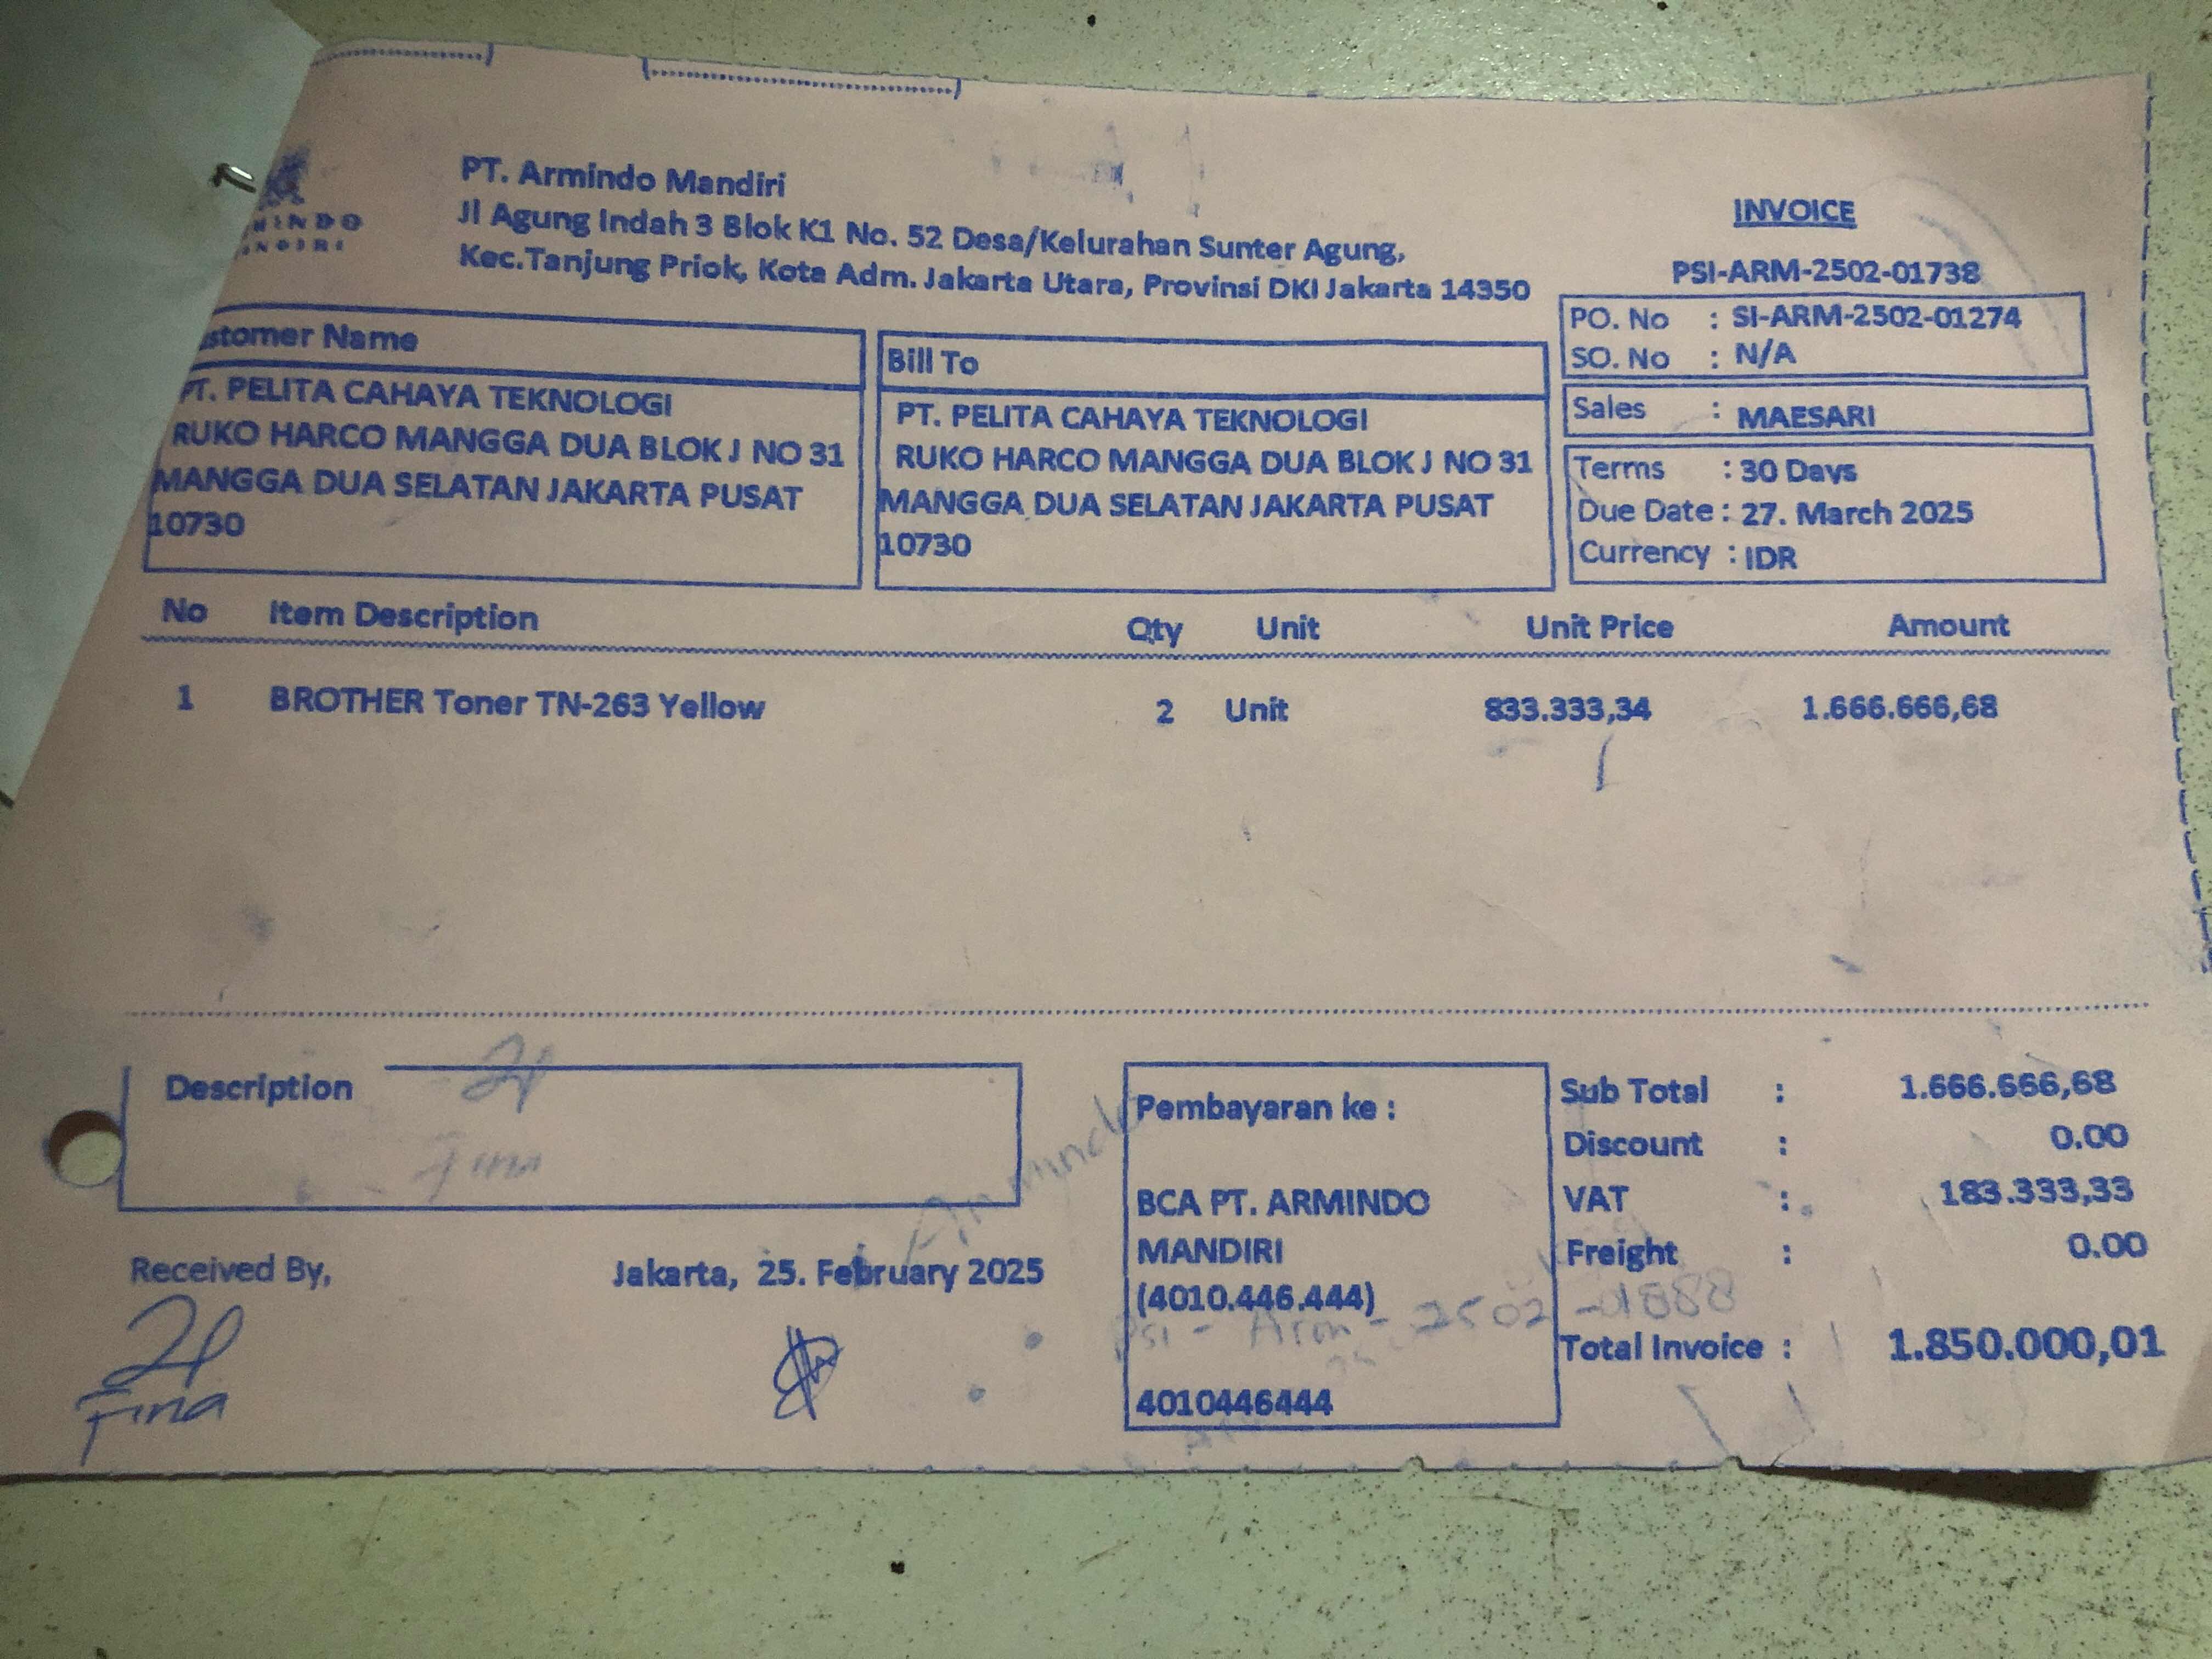 PT. Armindo Mandiri
Jl Agung Indah 3 Blok K1 No. 52 Desa/Kelurahan Sunter Agung,
Kec.Tanjung Priok, Kota Adm. Jakarta Utara, Provinsi DKI Jakarta 14350
INVOICE
PSI-ARM-2502-01738
PO. No : SI-ARM-2502-01274
SO. No : N/A
Sales : MAESARI
Terms : 30 Days
Due Date : 27. March 2025
Currency : IDR
stomer Name
PT. PELITA CAHAYA TEKNOLOGI
RUKO HARCO MANGGA DUA BLOK J NO 31
MANGGA DUA SELATAN JAKARTA PUSAT
10730
Bill To
PT. PELITA CAHAYA TEKNOLOGI
RUKO HARCO MANGGA DUA BLOK J NO 31
MANGGA DUA SELATAN JAKARTA PUSAT
10730
No Item Description Qty Unit Unit Price Amount
1 BROTHER Toner TN-263 Yellow 2 Unit 833.333,34 1.666.666,68
Description
Fina
Armindo
Received By,
Fina
Jakarta, 25. February 2025
Pembayaran ke :
BCA PT. ARMINDO
MANDIRI
(4010.446.444)
4010446444
Sub Total : 1.666.666,68
Discount : 0.00
VAT : 183.333,33
Freight : 0.00
Total Invoice : 1.850.000,01